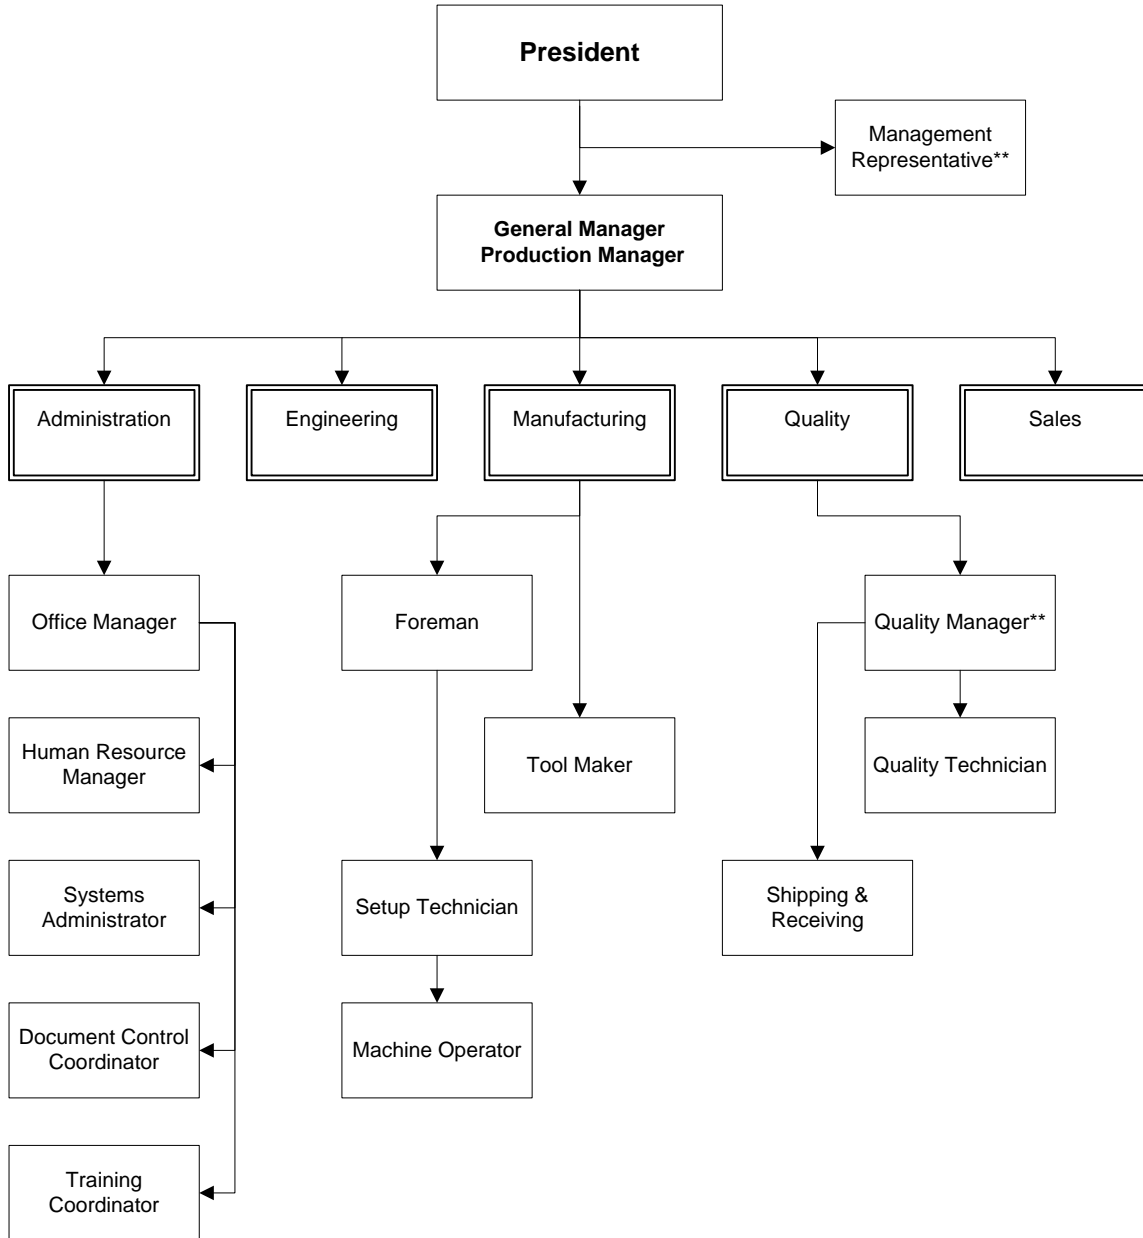 President
Management
Representative**
General Manager
Production Manager
Administration
Engineering
Manufacturing
Quality
Sales
Office Manager
Foreman
Quality Manager**
Human Resource
Manager
Tool Maker
Quality Technician
Systems
Administrator
Setup Technician
Shipping &
Receiving
Document Control
Coordinator
Machine Operator
Training
Coordinator